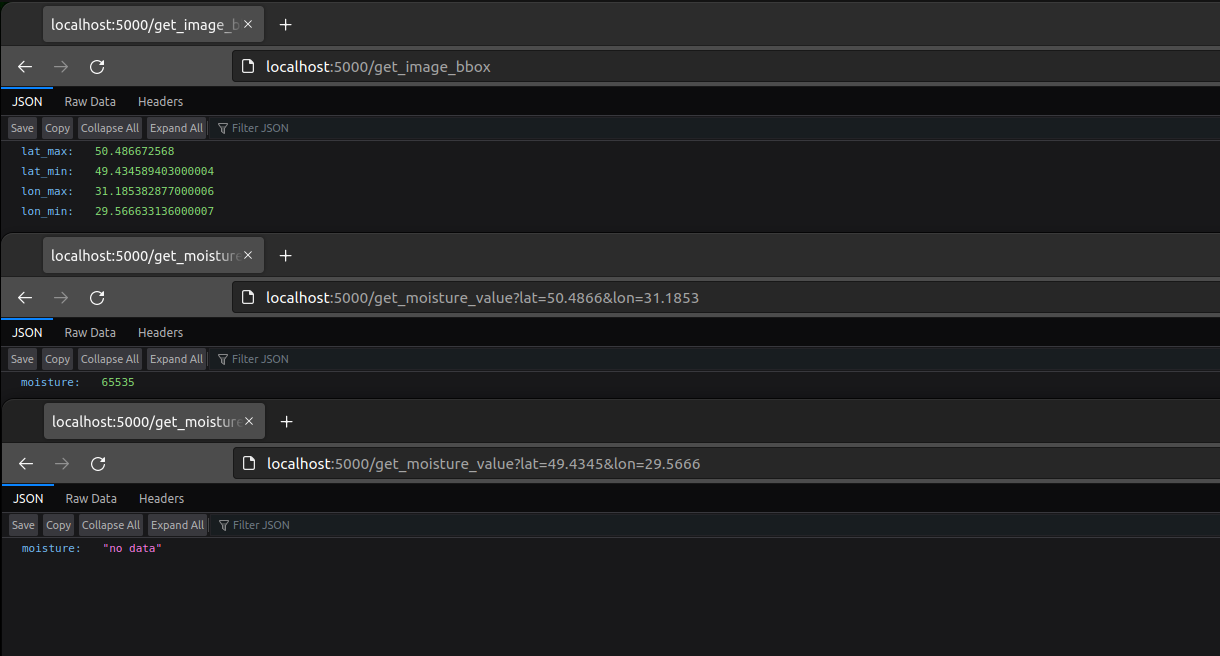 localhost:5000/get_image_b
localhost:5000/get_image_bbox
JSON Raw Data Headers
Save Copy Collapse All Expand All Filter JSON
lat_max: 50.486672568
lat_min: 49.434589403000004
lon_max: 31.185382877000006
lon_min: 29.566633136000007
localhost:5000/get_moisture
localhost:5000/get_moisture_value?lat=50.4866&lon=31.1853
JSON Raw Data Headers
Save Copy Collapse All Expand All Filter JSON
moisture: 65535
localhost:5000/get_moisture
localhost:5000/get_moisture_value?lat=49.4345&lon=29.5666
JSON Raw Data Headers
Save Copy Collapse All Expand All Filter JSON
moisture: "no data"